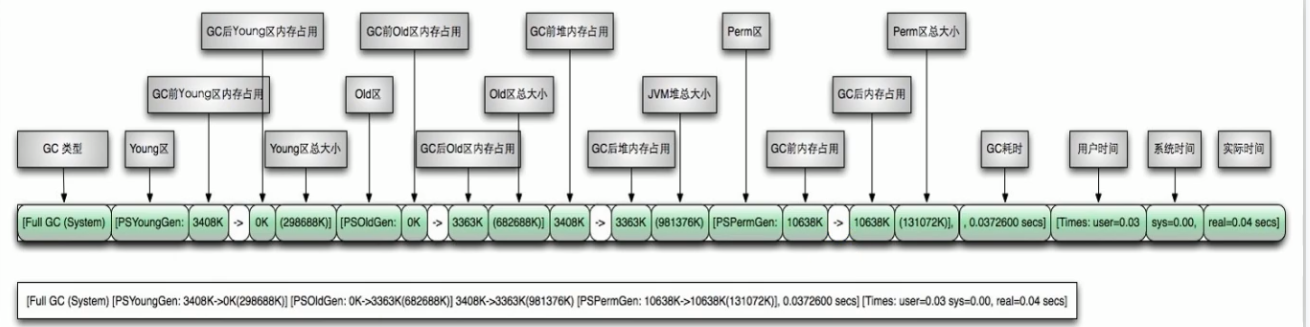 GC后Young区内存占用 GC前Old区内存占用 GC前堆内存占用 Perm区 Perm区总大小
GC前Young区内存占用 Old区 Old区总大小 JVM堆总大小 GC后内存占用
GC 类型 Young区 Young区总大小 GC后Old区内存占用 GC后堆内存占用 GC前内存占用 GC耗时 用户时间 系统时间 实际时间
[Full GC (System) [PSYoungGen: 3408K -> 0K (298688K)] [PSOldGen: 0K -> 3363K (682688K)] 3408K -> 3363K (981376K) [PSPermGen: 10638K -> 10638K (131072K)], , 0.0372600 secs] [Times: user=0.03 sys=0.00, real=0.04 secs]
[Full GC (System) [PSYoungGen: 3408K->0K(298688K)] [PSOldGen: 0K->3363K(682688K)] 3408K->3363K(981376K) [PSPermGen: 10638K->10638K(131072K)], 0.0372600 secs] [Times: user=0.03 sys=0.00, real=0.04 secs]